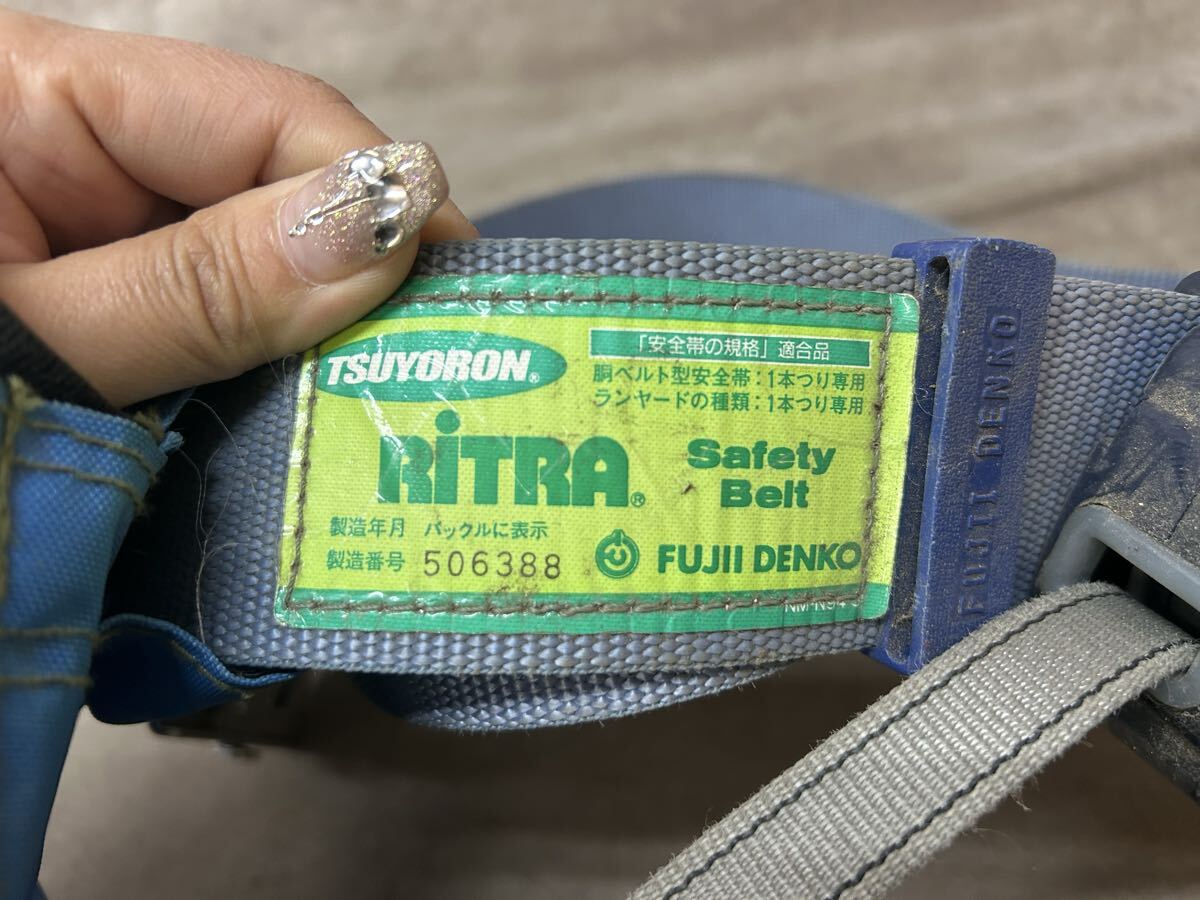 TSUYORON®
「安全帯の規格」適合品
胴ベルト型安全帯：1本つり専用
ランヤードの種類：1本つり専用
RiTRA®
Safety
Belt
製造年月 バックルに表示
製造番号 506388
FUJII DENKO
FUJII DENKO